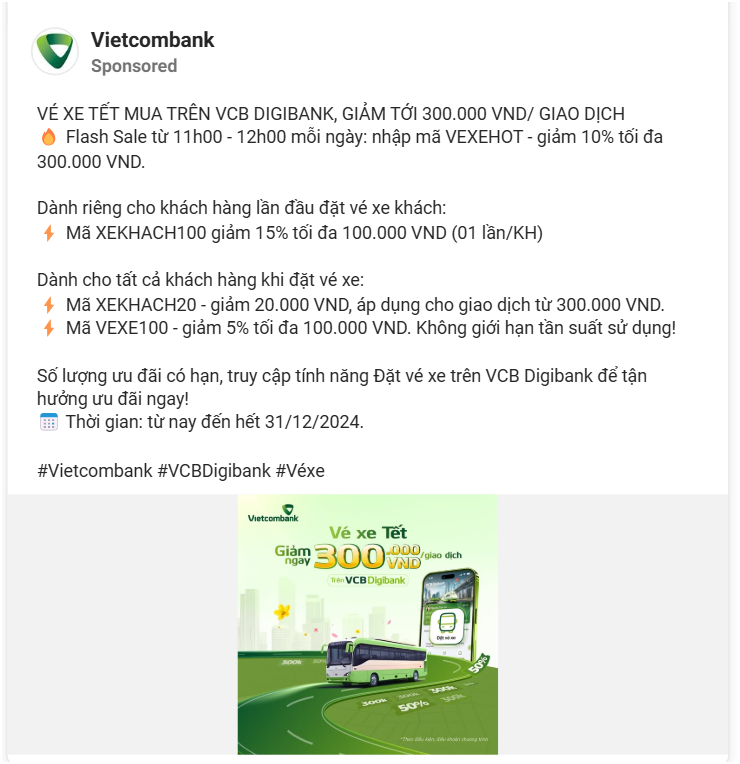 Vietcombank
Sponsored
VÉ XE TẾT MUA TRÊN VCB DIGIBANK, GIẢM TỚI 300.000 VND/ GIAO DỊCH
🔥 Flash Sale từ 11h00 - 12h00 mỗi ngày: nhập mã VEXEHOT - giảm 10% tối đa
300.000 VND.
Dành riêng cho khách hàng lần đầu đặt vé xe khách:
⚡ Mã XEKHACH100 giảm 15% tối đa 100.000 VND (01 lần/KH)
Dành cho tất cả khách hàng khi đặt vé xe:
⚡ Mã XEKHACH20 - giảm 20.000 VND, áp dụng cho giao dịch từ 300.000 VND.
⚡ Mã VEXE100 - giảm 5% tối đa 100.000 VND. Không giới hạn tần suất sử dụng!
Số lượng ưu đãi có hạn, truy cập tính năng Đặt vé xe trên VCB Digibank để tận
hưởng ưu đãi ngay!
📅 Thời gian: từ nay đến hết 31/12/2024.
#Vietcombank #VCBDigibank #Véxe
Vietcombank
Vé xe Tết
Giảm ngay 300.000 VND/giao dịch
Trên VCB Digibank
Đặt vé xe
300k
50%
300k
300k
50%
*Theo điều kiện, điều khoản chương trình